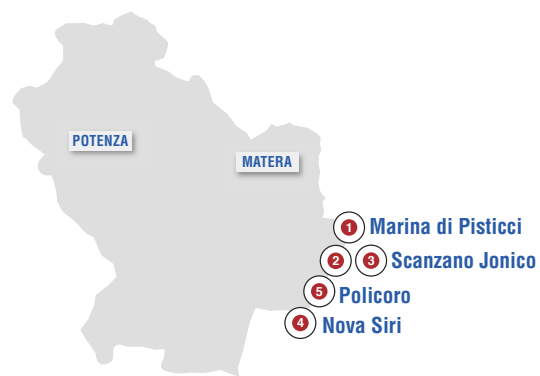 POTENZA
MATERA
1 Marina di Pisticci
2 3 Scanzano Jonico
5 Policoro
4 Nova Siri